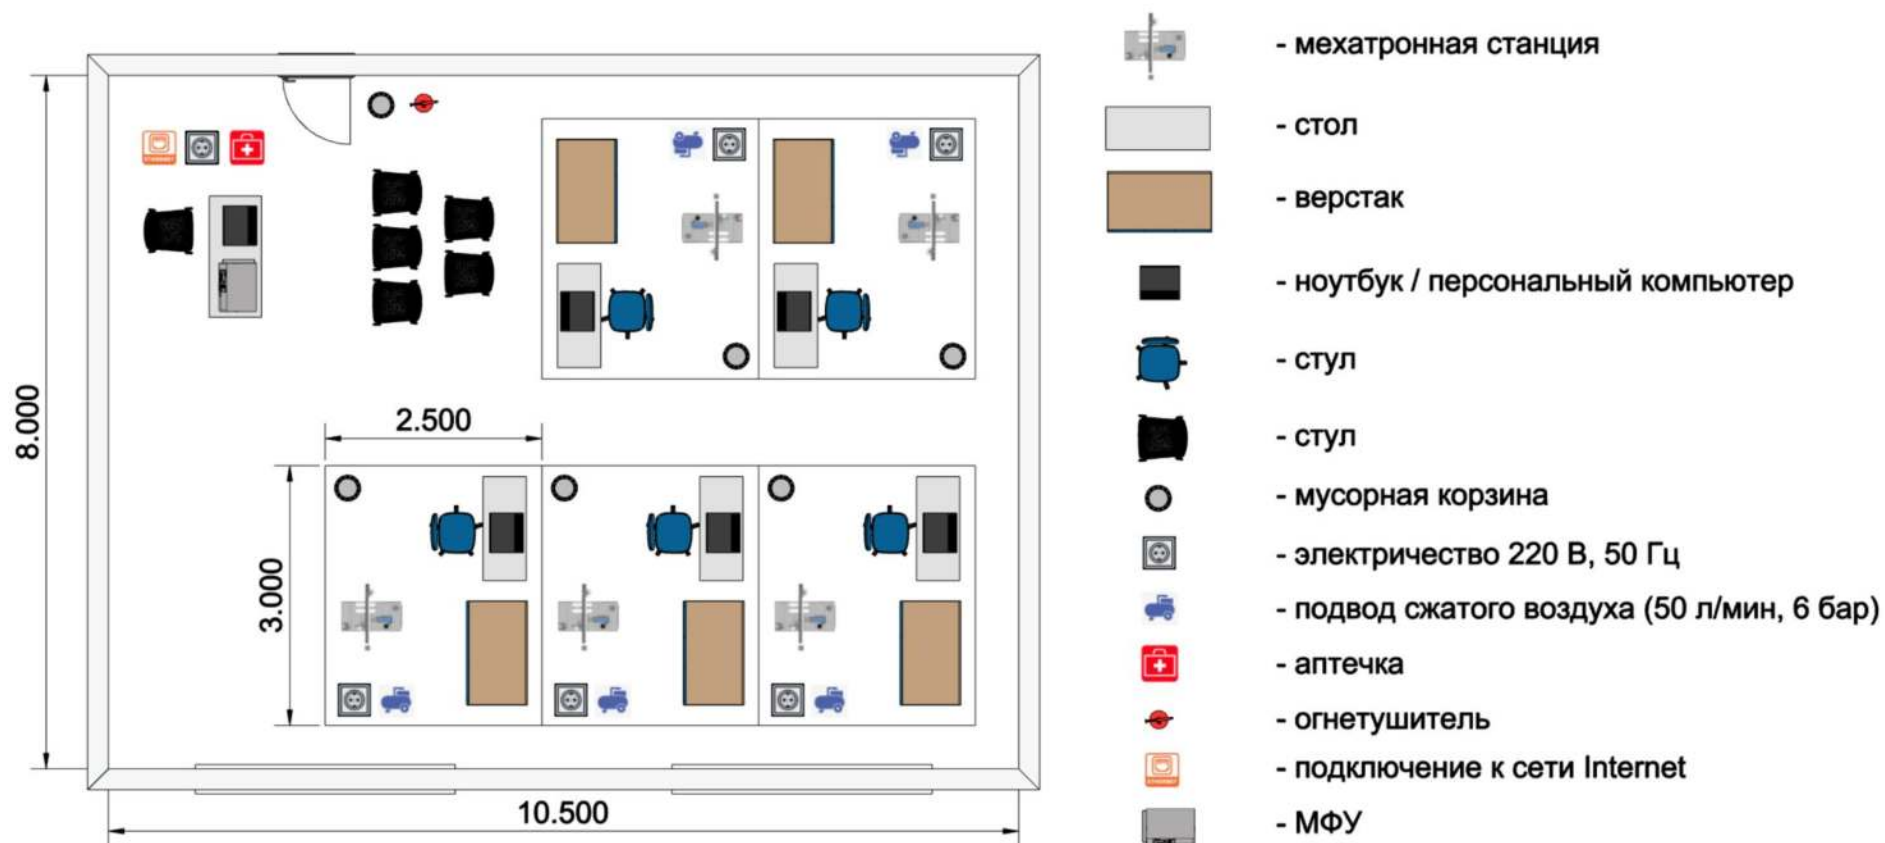 8.000
2.500
3.000
10.500
- мехатронная станция
- стол
- верстак
- ноутбук / персональный компьютер
- стул
- стул
- мусорная корзина
- электричество 220 В, 50 Гц
- подвод сжатого воздуха (50 л/мин, 6 бар)
- аптечка
- огнетушитель
- подключение к сети Internet
- МФУ